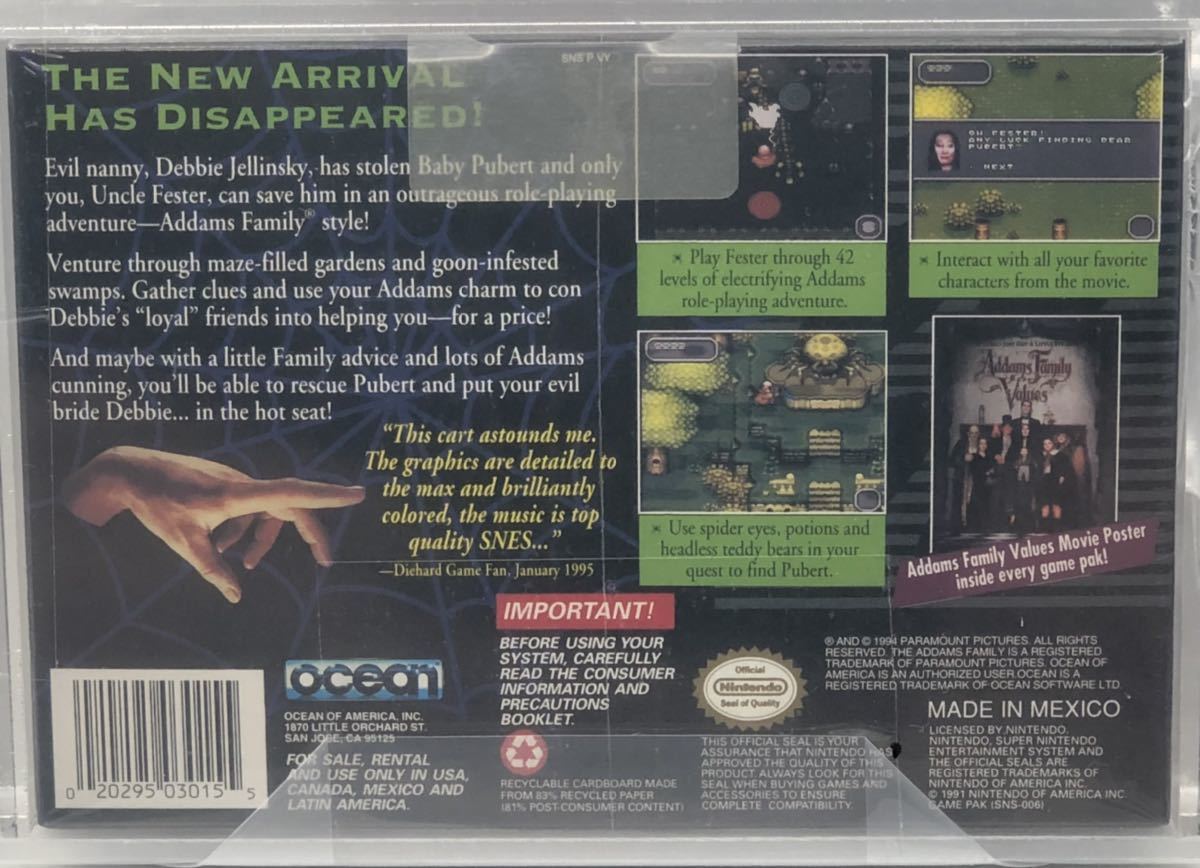 SNS P VY
THE NEW ARRIVAL
HAS DISAPPEARED!
Evil nanny, Debbie Jellinsky, has stolen Baby Pubert and only
you, Uncle Fester, can save him in an outrageous role-playing
adventure—Addams Family® style!
Venture through maze-filled gardens and goon-infested
swamps. Gather clues and use your Addams charm to con
Debbie's “loyal” friends into helping you—for a price!
And maybe with a little Family advice and lots of Addams
cunning, you'll be able to rescue Pubert and put your evil
bride Debbie... in the hot seat!
“This cart astounds me.
The graphics are detailed to
the max and brilliantly
colored, the music is top
quality SNES...”
—Diehard Game Fan, January 1995
* Play Fester through 42
levels of electrifying Addams
role-playing adventure.
OH FESTER!
ANY LUCK FINDING DEAR
PUBERT
NEXT
* Interact with all your favorite
characters from the movie.
* Use spider eyes, potions and
headless teddy bears in your
quest to find Pubert.
Addams Family
Values
Addams Family Values Movie Poster
inside every game pak!
0 20295 03015 5
ocean
OCEAN OF AMERICA, INC.
1870 LITTLE ORCHARD ST.
SAN JOSE, CA 95125
FOR SALE, RENTAL
AND USE ONLY IN USA,
CANADA, MEXICO AND
LATIN AMERICA.
IMPORTANT!
BEFORE USING YOUR
SYSTEM, CAREFULLY
READ THE CONSUMER
INFORMATION AND
PRECAUTIONS
BOOKLET.
RECYCLABLE CARDBOARD MADE
FROM 83% RECYCLED PAPER
(81% POST-CONSUMER CONTENT)
Official
Nintendo
Seal of Quality
THIS OFFICIAL SEAL IS YOUR
ASSURANCE THAT NINTENDO HAS
APPROVED THE QUALITY OF THIS
PRODUCT. ALWAYS LOOK FOR THIS
SEAL WHEN BUYING GAMES AND
ACCESSORIES TO ENSURE
COMPLETE COMPATIBILITY.
® AND © 1994 PARAMOUNT PICTURES. ALL RIGHTS
RESERVED. THE ADDAMS FAMILY IS A REGISTERED
TRADEMARK OF PARAMOUNT PICTURES. OCEAN OF
AMERICA IS AN AUTHORIZED USER.OCEAN IS A
REGISTERED TRADEMARK OF OCEAN SOFTWARE LTD.
MADE IN MEXICO
LICENSED BY NINTENDO.
NINTENDO, SUPER NINTENDO
ENTERTAINMENT SYSTEM AND
THE OFFICIAL SEALS ARE
REGISTERED TRADEMARKS OF
NINTENDO OF AMERICA INC.
© 1991 NINTENDO OF AMERICA INC.
GAME PAK (SNS-006)